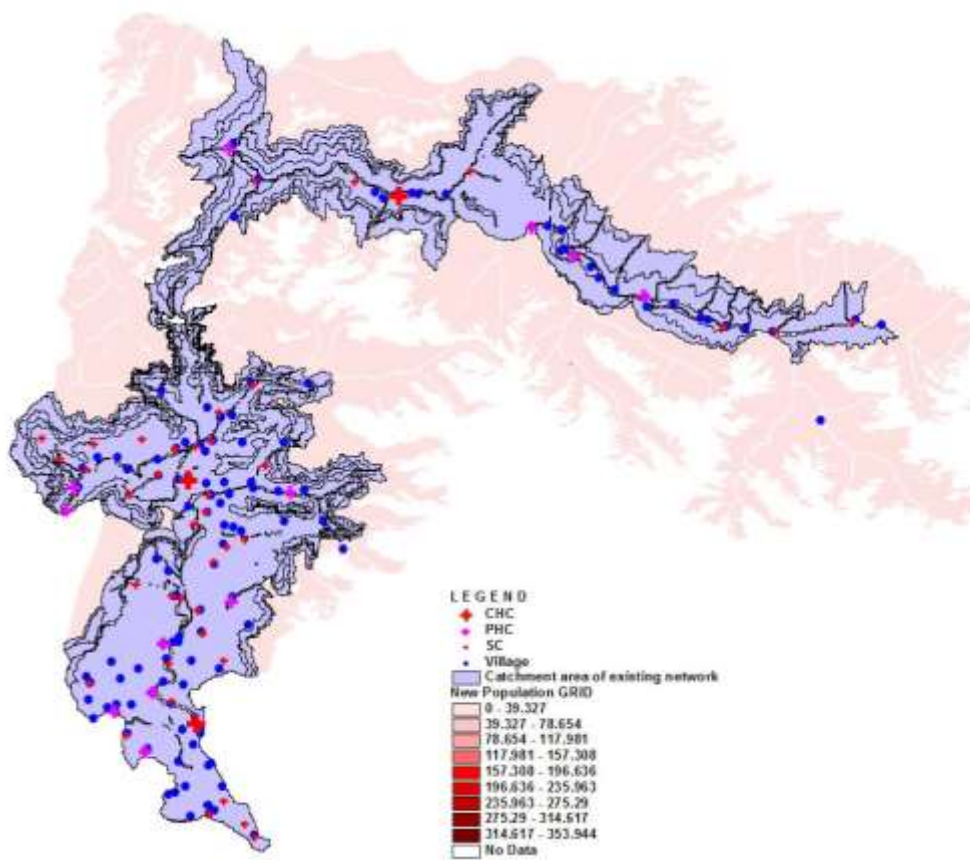 LEGEND
CHC
PHC
SC
Village
Catchment area of existing network
New Population GRID
0 - 39.327
39.327 - 78.654
78.654 - 117.981
117.981 - 157.308
157.308 - 196.636
196.636 - 235.963
235.963 - 275.29
275.29 - 314.617
314.617 - 353.944
No Data